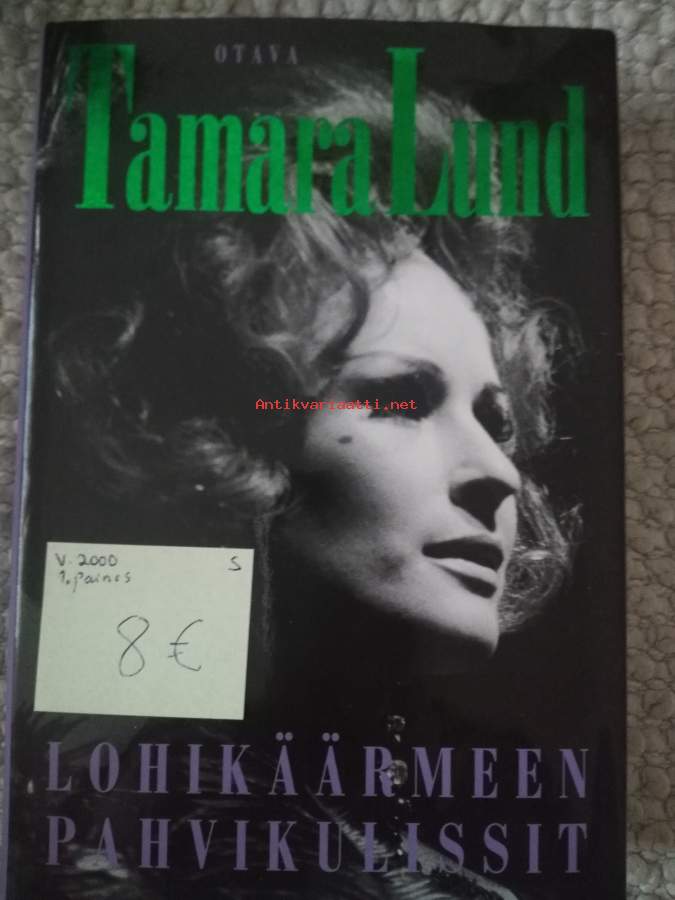 OTAVA
Tamara Lund
Antikvariaatti.net
V. 2000 S
1. painos
8 €
LOHIKÄÄRMEEN
PAHVIKULISSIT